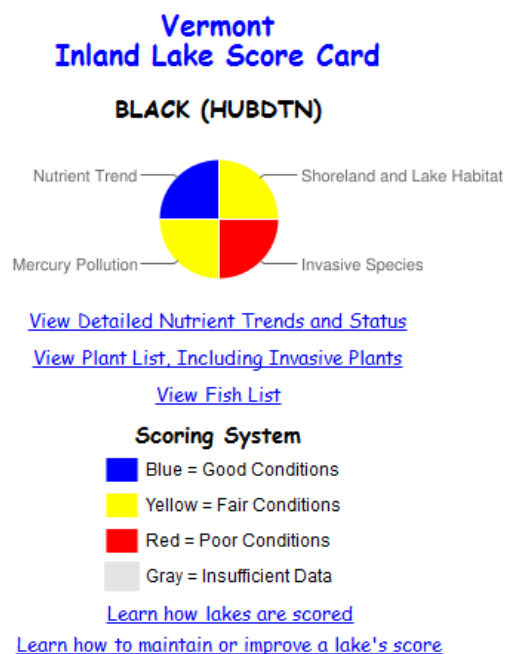 Vermont
Inland Lake Score Card
BLACK (HUBDTN)
Nutrient Trend
Shoreland and Lake Habitat
Mercury Pollution
Invasive Species
View Detailed Nutrient Trends and Status
View Plant List, Including Invasive Plants
View Fish List
Scoring System
Blue = Good Conditions
Yellow = Fair Conditions
Red = Poor Conditions
Gray = Insufficient Data
Learn how lakes are scored
Learn how to maintain or improve a lake's score